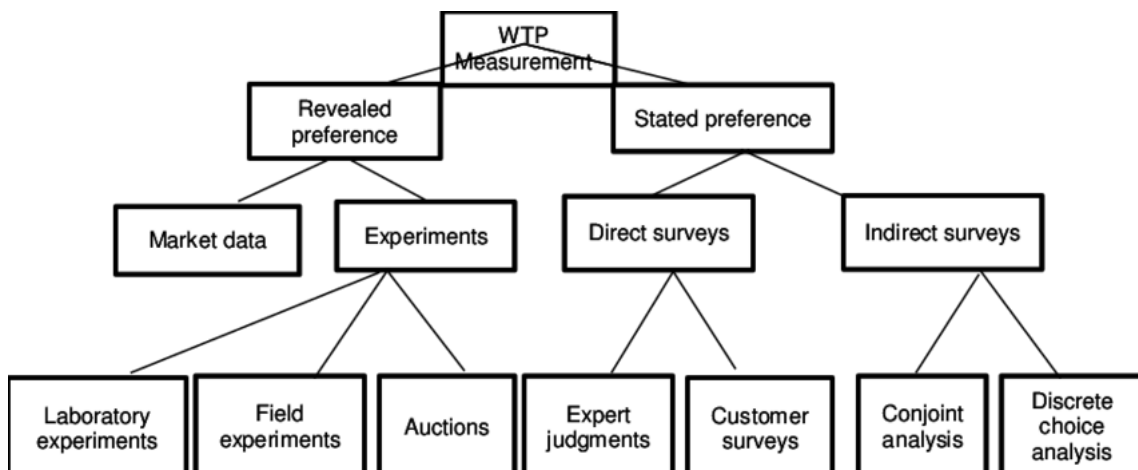 WTP
Measurement
Revealed
preference
Stated preference
Market data
Experiments
Direct surveys
Indirect surveys
Laboratory
experiments
Field
experiments
Auctions
Expert
judgments
Customer
surveys
Conjoint
analysis
Discrete
choice
analysis